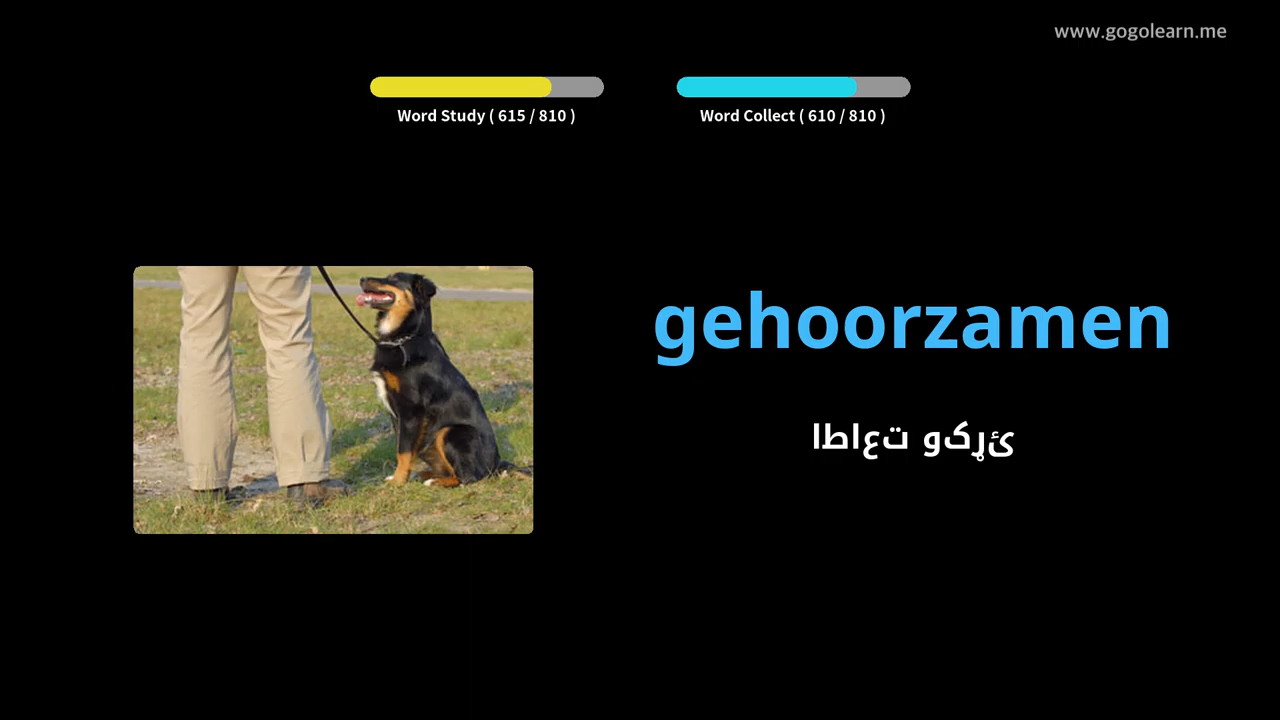 www.gogolearn.me
Word Study ( 615 / 810 )
Word Collect ( 610 / 810 )
gehoorzamen
اطاعت وکړئ